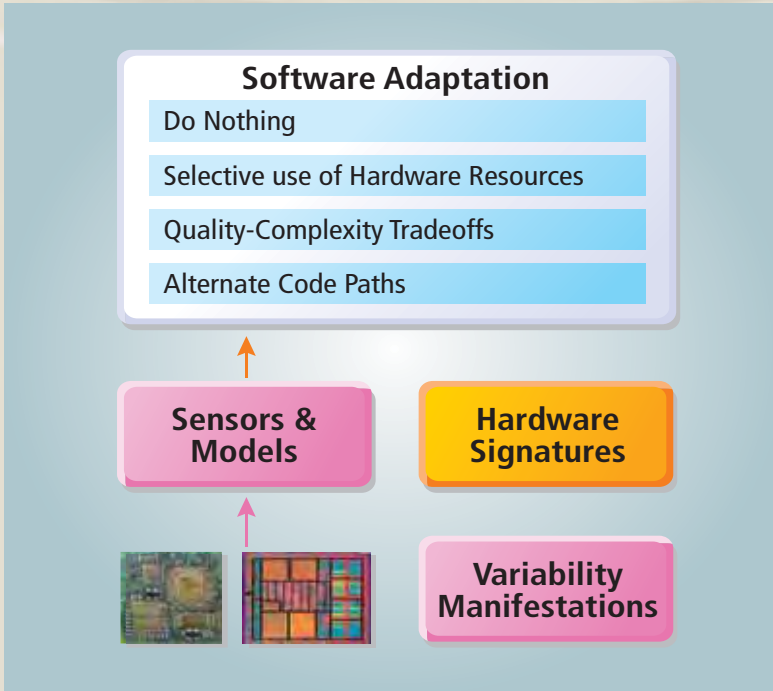 Software Adaptation
Do Nothing
Selective use of Hardware Resources
Quality-Complexity Tradeoffs
Alternate Code Paths
Sensors &
Models
Hardware
Signatures
Variability
Manifestations